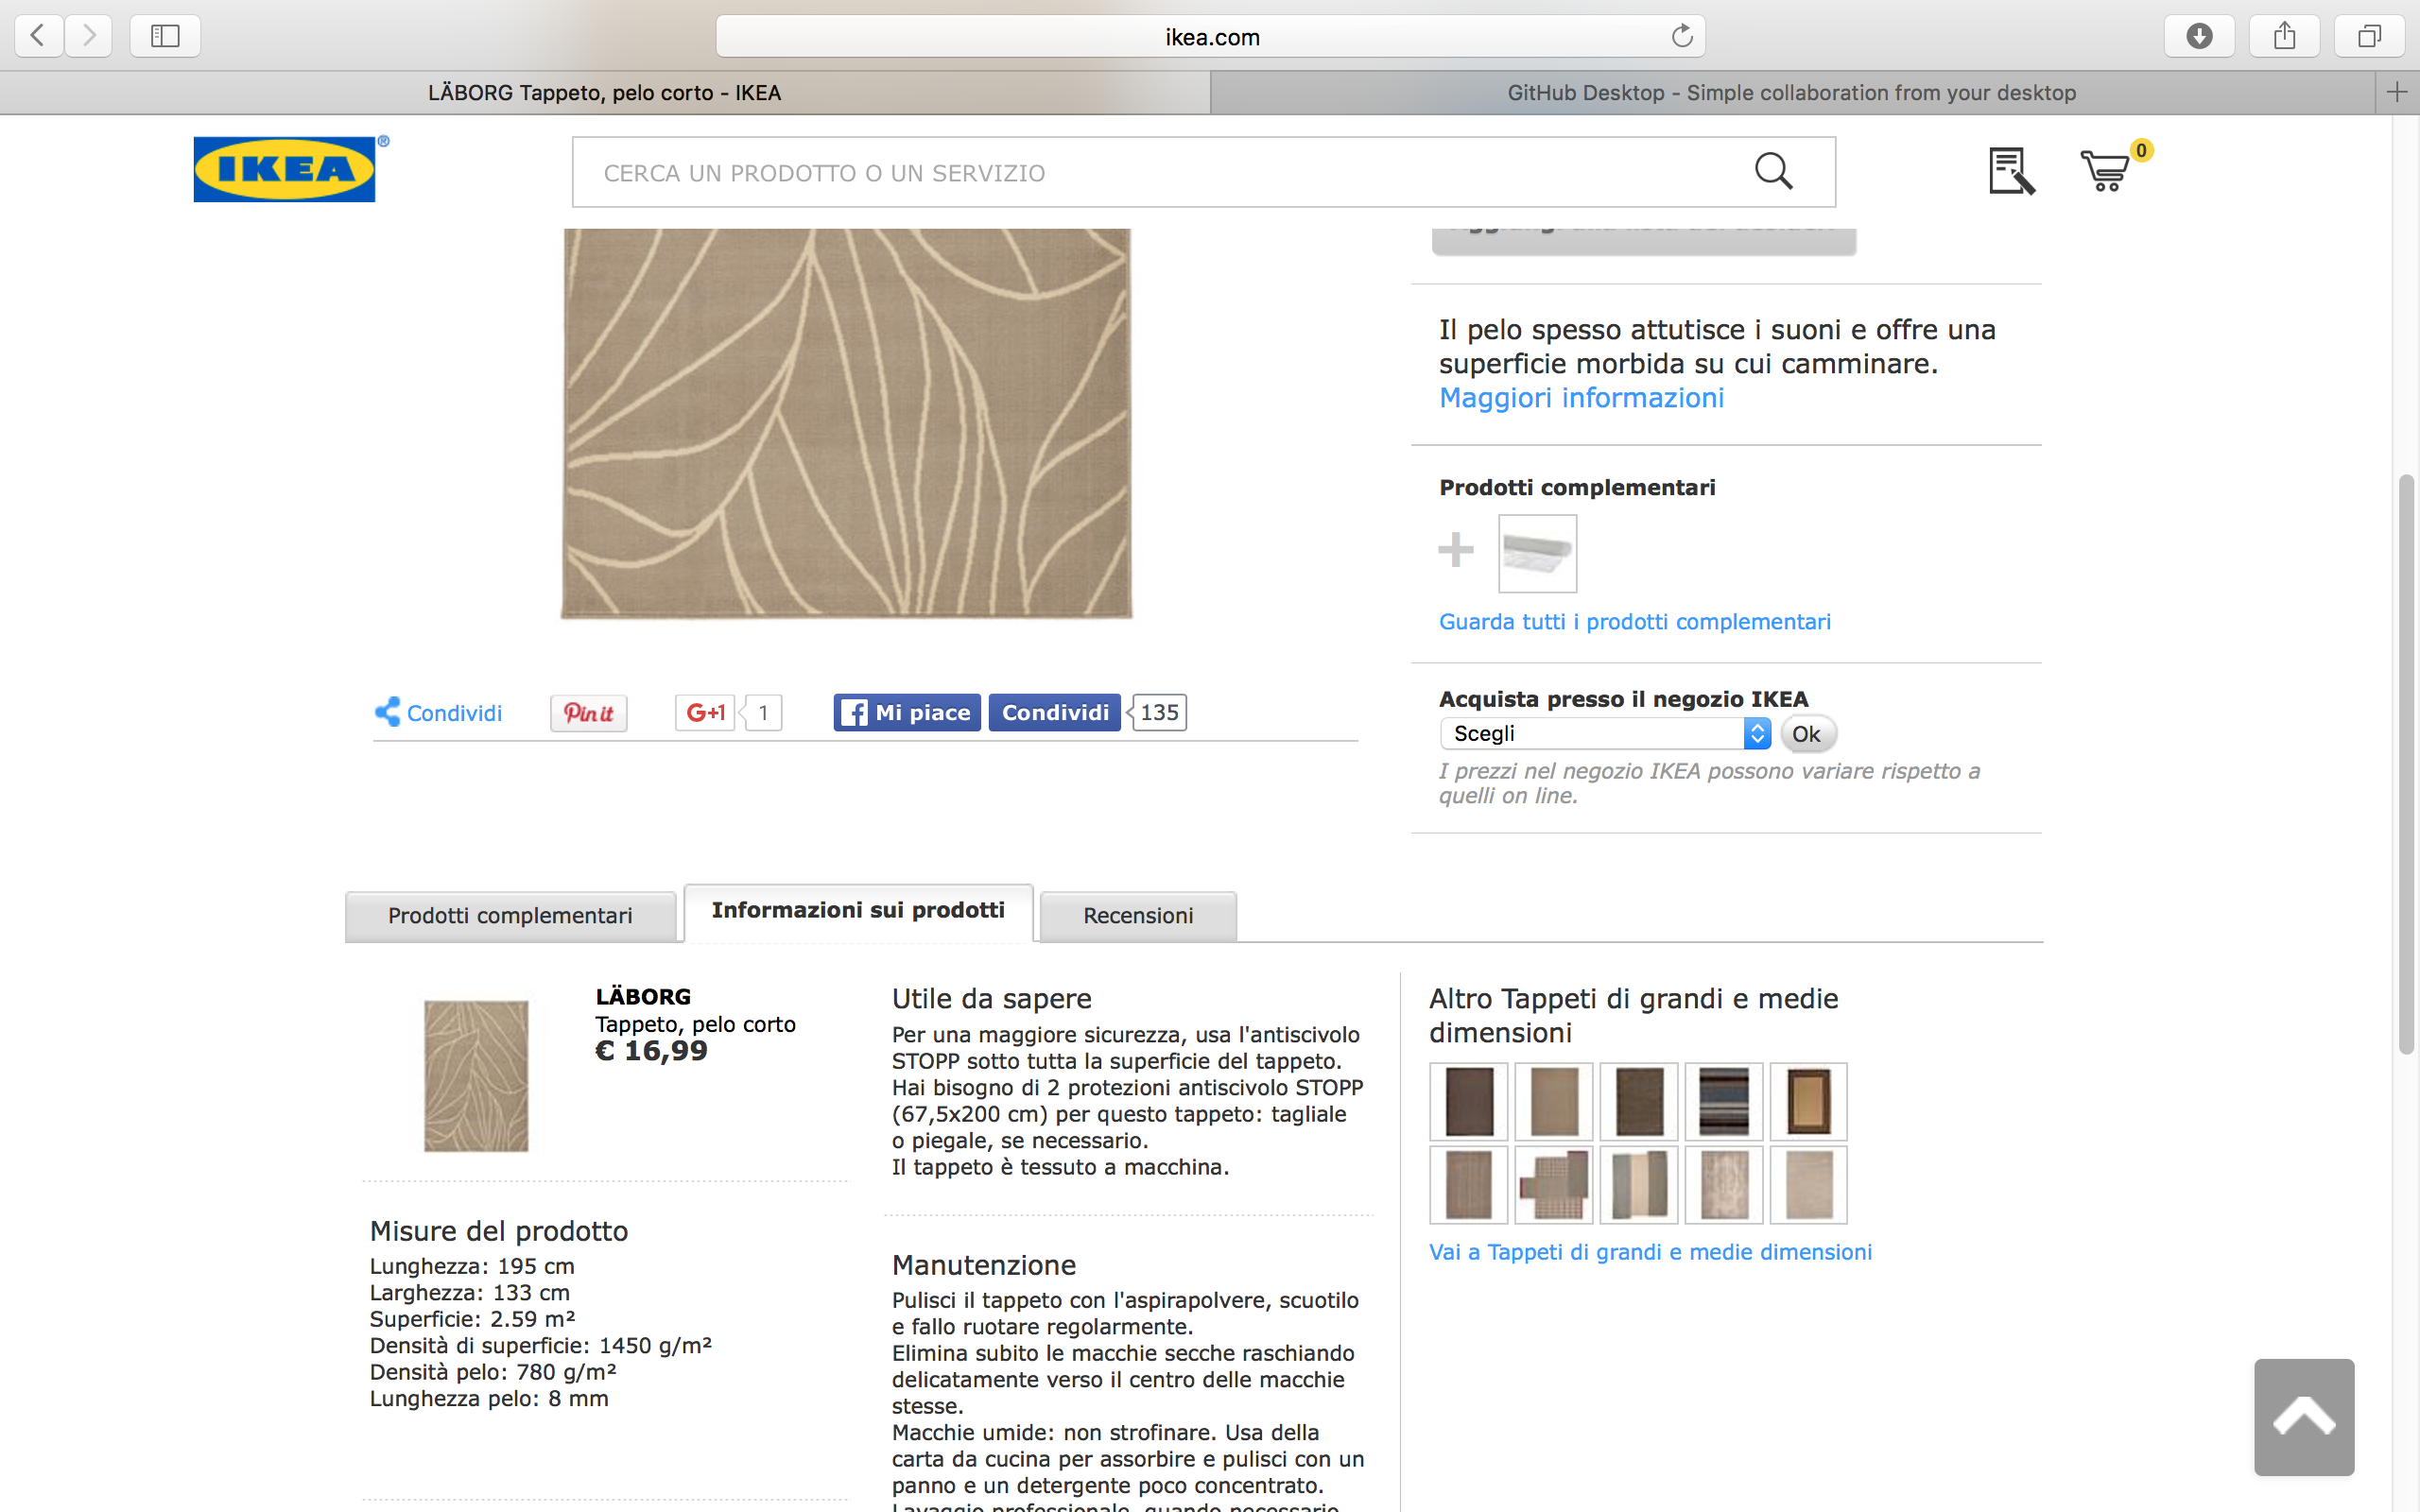 ikea.com
LÄBORG Tappeto, pelo corto - IKEA
GitHub Desktop - Simple collaboration from your desktop
IKEA®
CERCA UN PRODOTTO O UN SERVIZIO
0
Il pelo spesso attutisce i suoni e offre una
superficie morbida su cui camminare.
Maggiori informazioni
Prodotti complementari
Guarda tutti i prodotti complementari
Condividi
Pin it
G+1
1
Mi piace
Condividi
135
Acquista presso il negozio IKEA
Scegli
Ok
I prezzi nel negozio IKEA possono variare rispetto a
quelli on line.
Prodotti complementari
Informazioni sui prodotti
Recensioni
LÄBORG
Tappeto, pelo corto
€ 16,99
Misure del prodotto
Lunghezza: 195 cm
Larghezza: 133 cm
Superficie: 2.59 m²
Densità di superficie: 1450 g/m²
Densità pelo: 780 g/m²
Lunghezza pelo: 8 mm
Utile da sapere
Per una maggiore sicurezza, usa l'antiscivolo
STOPP sotto tutta la superficie del tappeto.
Hai bisogno di 2 protezioni antiscivolo STOPP
(67,5x200 cm) per questo tappeto: tagliale
o piegale, se necessario.
Il tappeto è tessuto a macchina.
Manutenzione
Pulisci il tappeto con l'aspirapolvere, scuotilo
e fallo ruotare regolarmente.
Elimina subito le macchie secche raschiando
delicatamente verso il centro delle macchie
stesse.
Macchie umide: non strofinare. Usa della
carta da cucina per assorbire e pulisci con un
panno e un detergente poco concentrato.
Lavaggio professionale, quando necessario
Altro Tappeti di grandi e medie
dimensioni
Vai a Tappeti di grandi e medie dimensioni